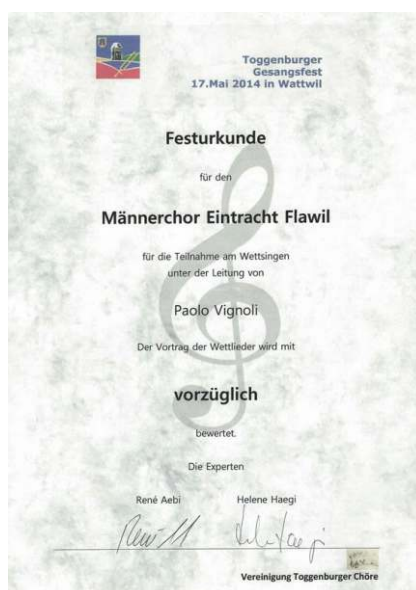 Toggenburger
Gesangsfest
17.Mai 2014 in Wattwil
Festurkunde
für den
Männerchor Eintracht Flawil
für die Teilnahme am Wettsingen
unter der Leitung von
Paolo Vignoli
Der Vortrag der Wettlieder wird mit
vorzüglich
bewertet.
Die Experten
René Aebi Helene Haegi
Vereinigung Toggenburger Chöre